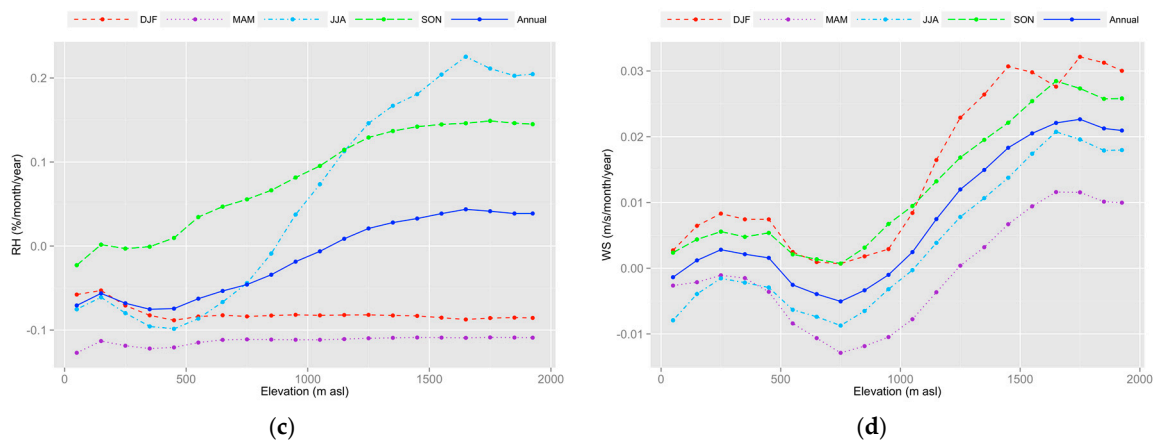 DJF MAM JJA SON Annual
0.2
0.1
0.0
-0.1
RH (%/month/year)
0 500 1000 1500 2000
Elevation (m asl)
(c)
DJF MAM JJA SON Annual
0.03
0.02
0.01
0.00
-0.01
WS (m/s/month/year)
0 500 1000 1500 2000
Elevation (m asl)
(d)